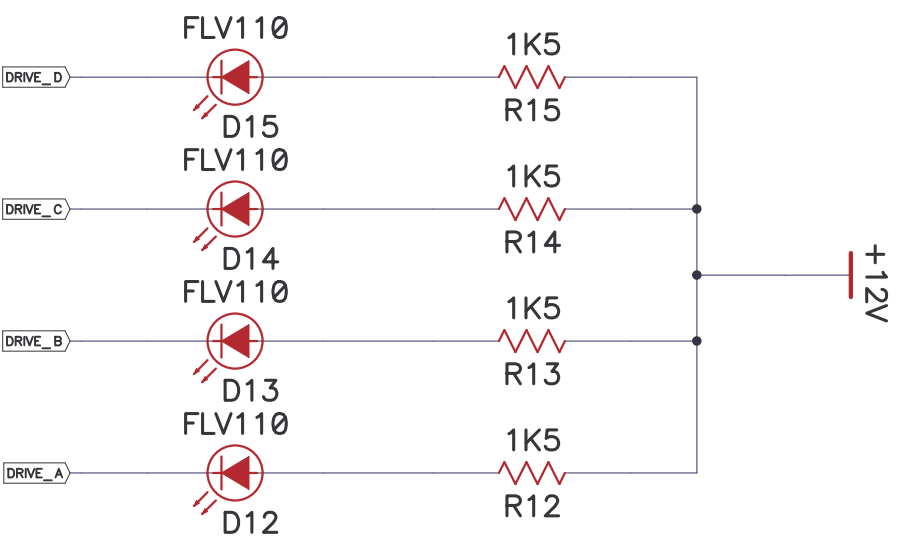 FLV110
1K5
DRIVE_D
R15
D15
FLV110
1K5
DRIVE_C
R14
D14
+12V
FLV110
1K5
DRIVE_B
R13
D13
FLV110
1K5
DRIVE_A
R12
D12